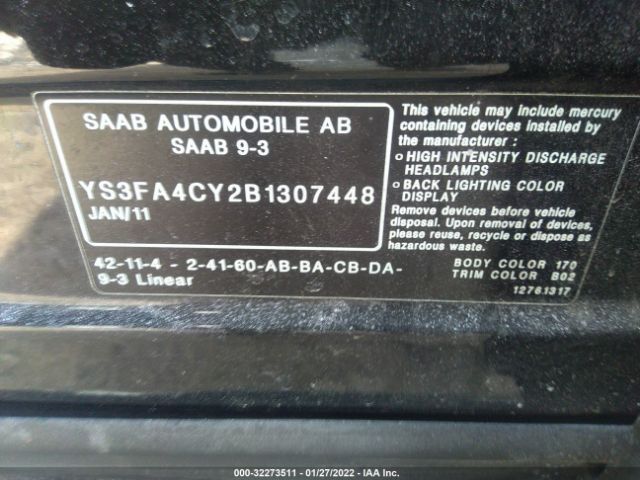 SAAB AUTOMOBILE AB
SAAB 9-3
YS3FA4CY2B1307448
JAN/11
42-11-4 - 2-41-60-AB-BA-CB-DA-
9-3 Linear
This vehicle may include mercury
containing devices installed by
the manufacturer :
o HIGH INTENSITY DISCHARGE
HEADLAMPS
o BACK LIGHTING COLOR
DISPLAY
Remove devices before vehicle
disposal. Upon removal of devices,
please reuse, recycle or dispose as
hazardous waste.
BODY COLOR 170
TRIM COLOR B02
12761317
000-32273511 - 01/27/2022 - IAA Inc.